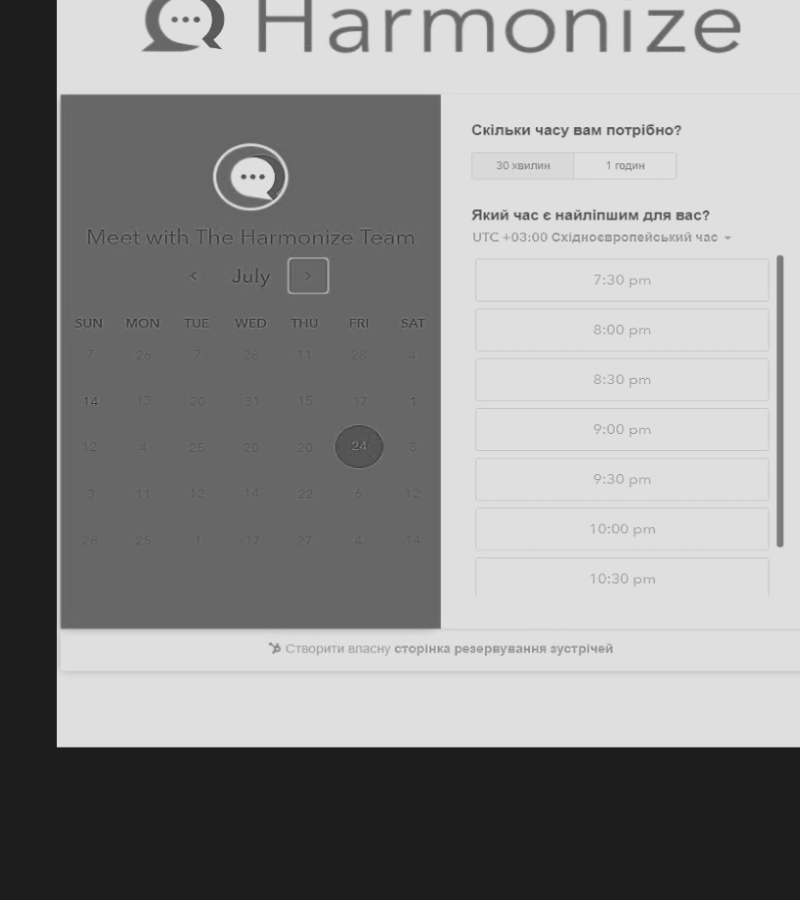 Harmonize
Meet with The Harmonize Team
< July >
SUN MON TUE WED THU FRI SAT
7 26 7 28 11 26 4
14 13 20 31 15 17 1
12 4 25 20 20 24 8
3 11 12 14 22 6 12
28 25 1 17 27 4 14
Скільки часу вам потрібно?
30 хвилин 1 годин
Який час є найліпшим для вас?
UTC +03:00 Східноєвропейський час
7:30 pm
8:00 pm
8:30 pm
9:00 pm
9:30 pm
10:00 pm
10:30 pm
Створити власну сторінка резервування зустрічей